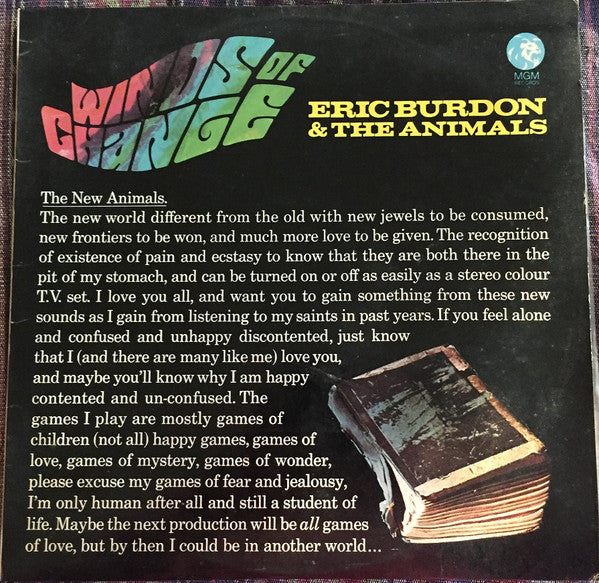 WINDS OF
CHANGE
MGM
RECORDS
ERIC BURDON
& THE ANIMALS
The New Animals.
The new world different from the old with new jewels to be consumed,
new frontiers to be won, and much more love to be given. The recognition
of existence of pain and ecstasy to know that they are both there in the
pit of my stomach, and can be turned on or off as easily as a stereo colour
T.V. set. I love you all, and want you to gain something from these new
sounds as I gain from listening to my saints in past years. If you feel alone
and confused and unhappy discontented, just know
that I (and there are many like me) love you,
and maybe you'll know why I am happy
contented and un-confused. The
games I play are mostly games of
children (not all) happy games, games of
love, games of mystery, games of wonder,
please excuse my games of fear and jealousy,
I'm only human after all and still a student of
life. Maybe the next production will be all games
of love, but by then I could be in another world...